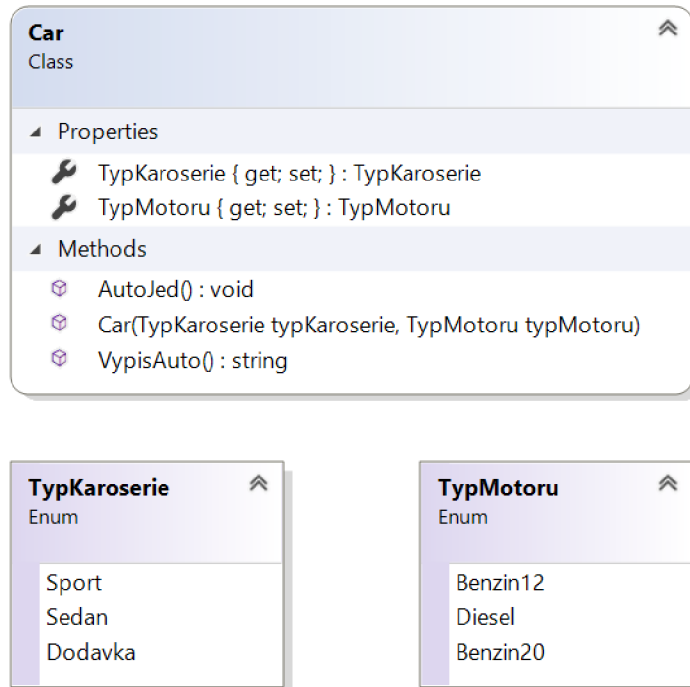 Car
Class
Properties
TypKaroserie { get; set; } : TypKaroserie
TypMotoru { get; set; } : TypMotoru
Methods
AutoJed() : void
Car(TypKaroserie typKaroserie, TypMotoru typMotoru)
VypisAuto() : string
TypKaroserie
Enum
Sport
Sedan
Dodavka
TypMotoru
Enum
Benzin12
Diesel
Benzin20